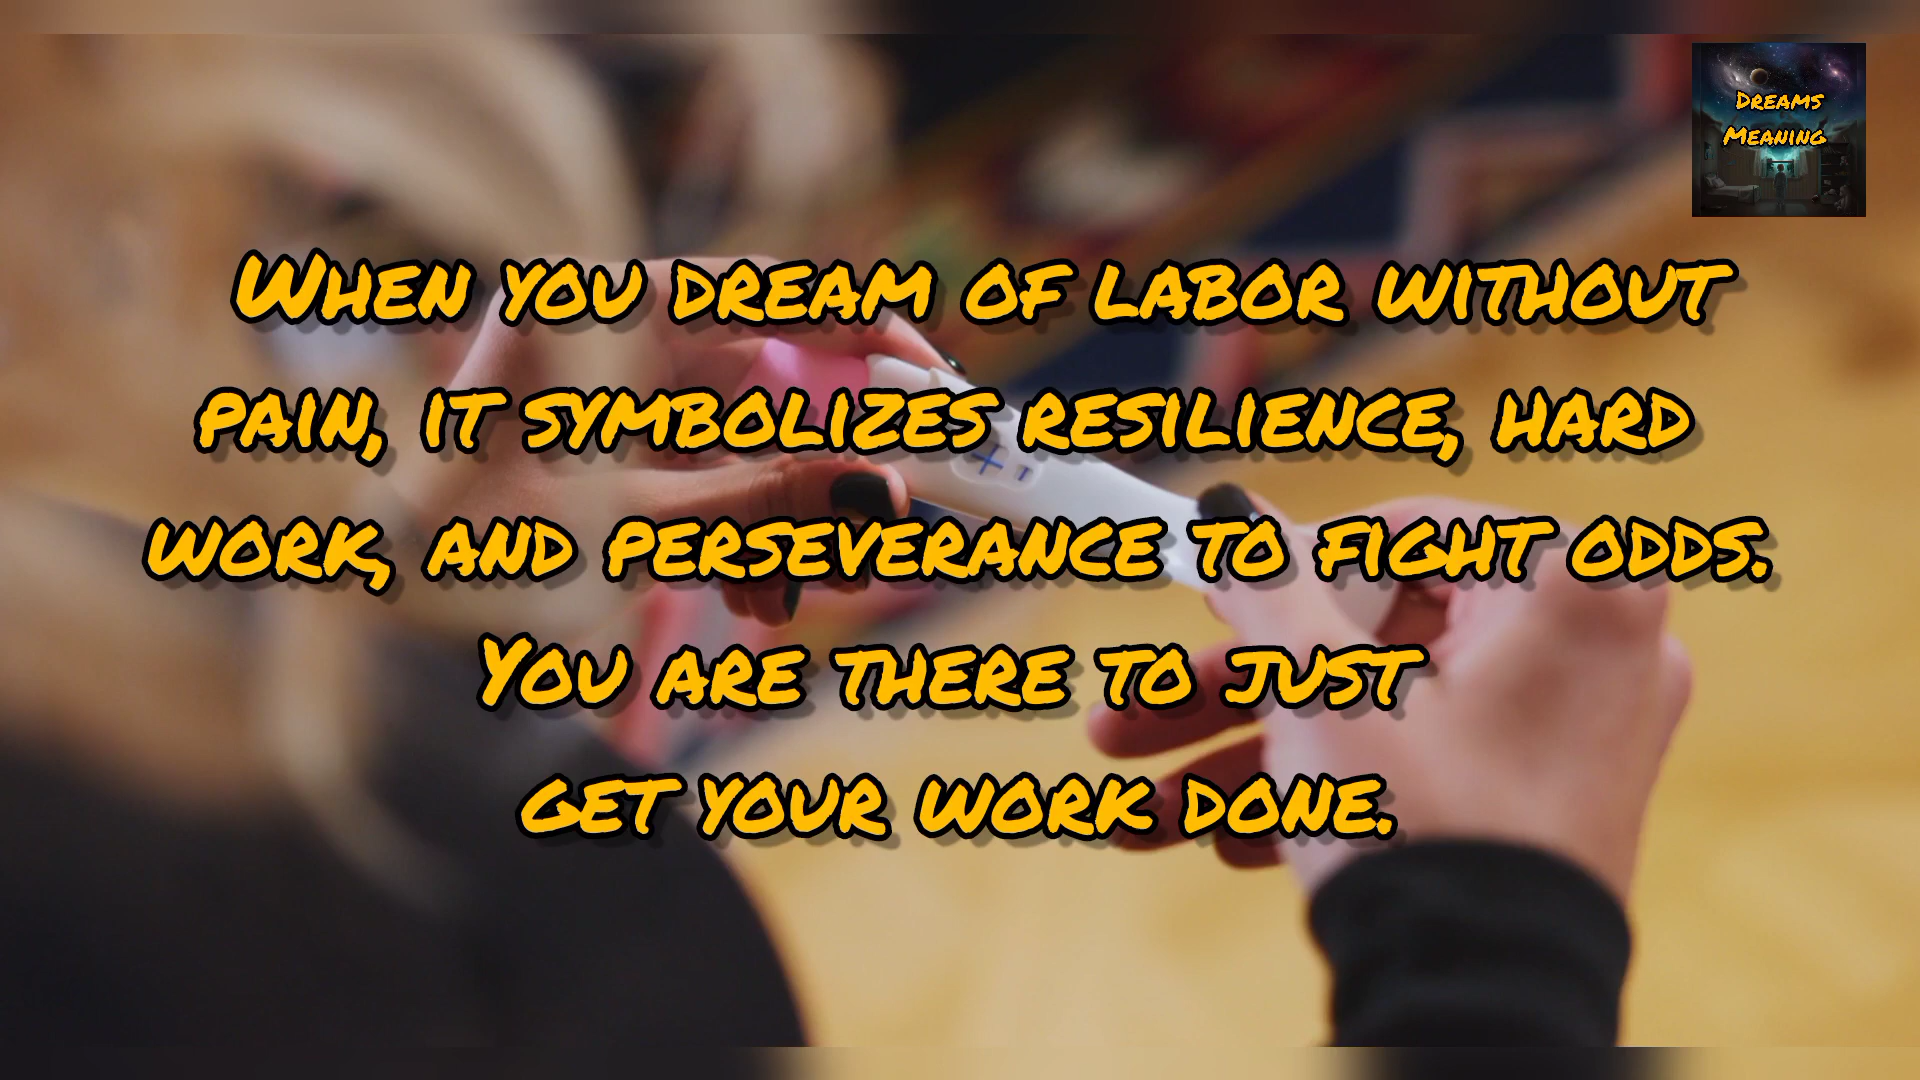 Dreams
Meaning
When you dream of labor without
pain, it symbolizes resilience, hard
work, and perseverance to fight odds.
You are there to just
get your work done.